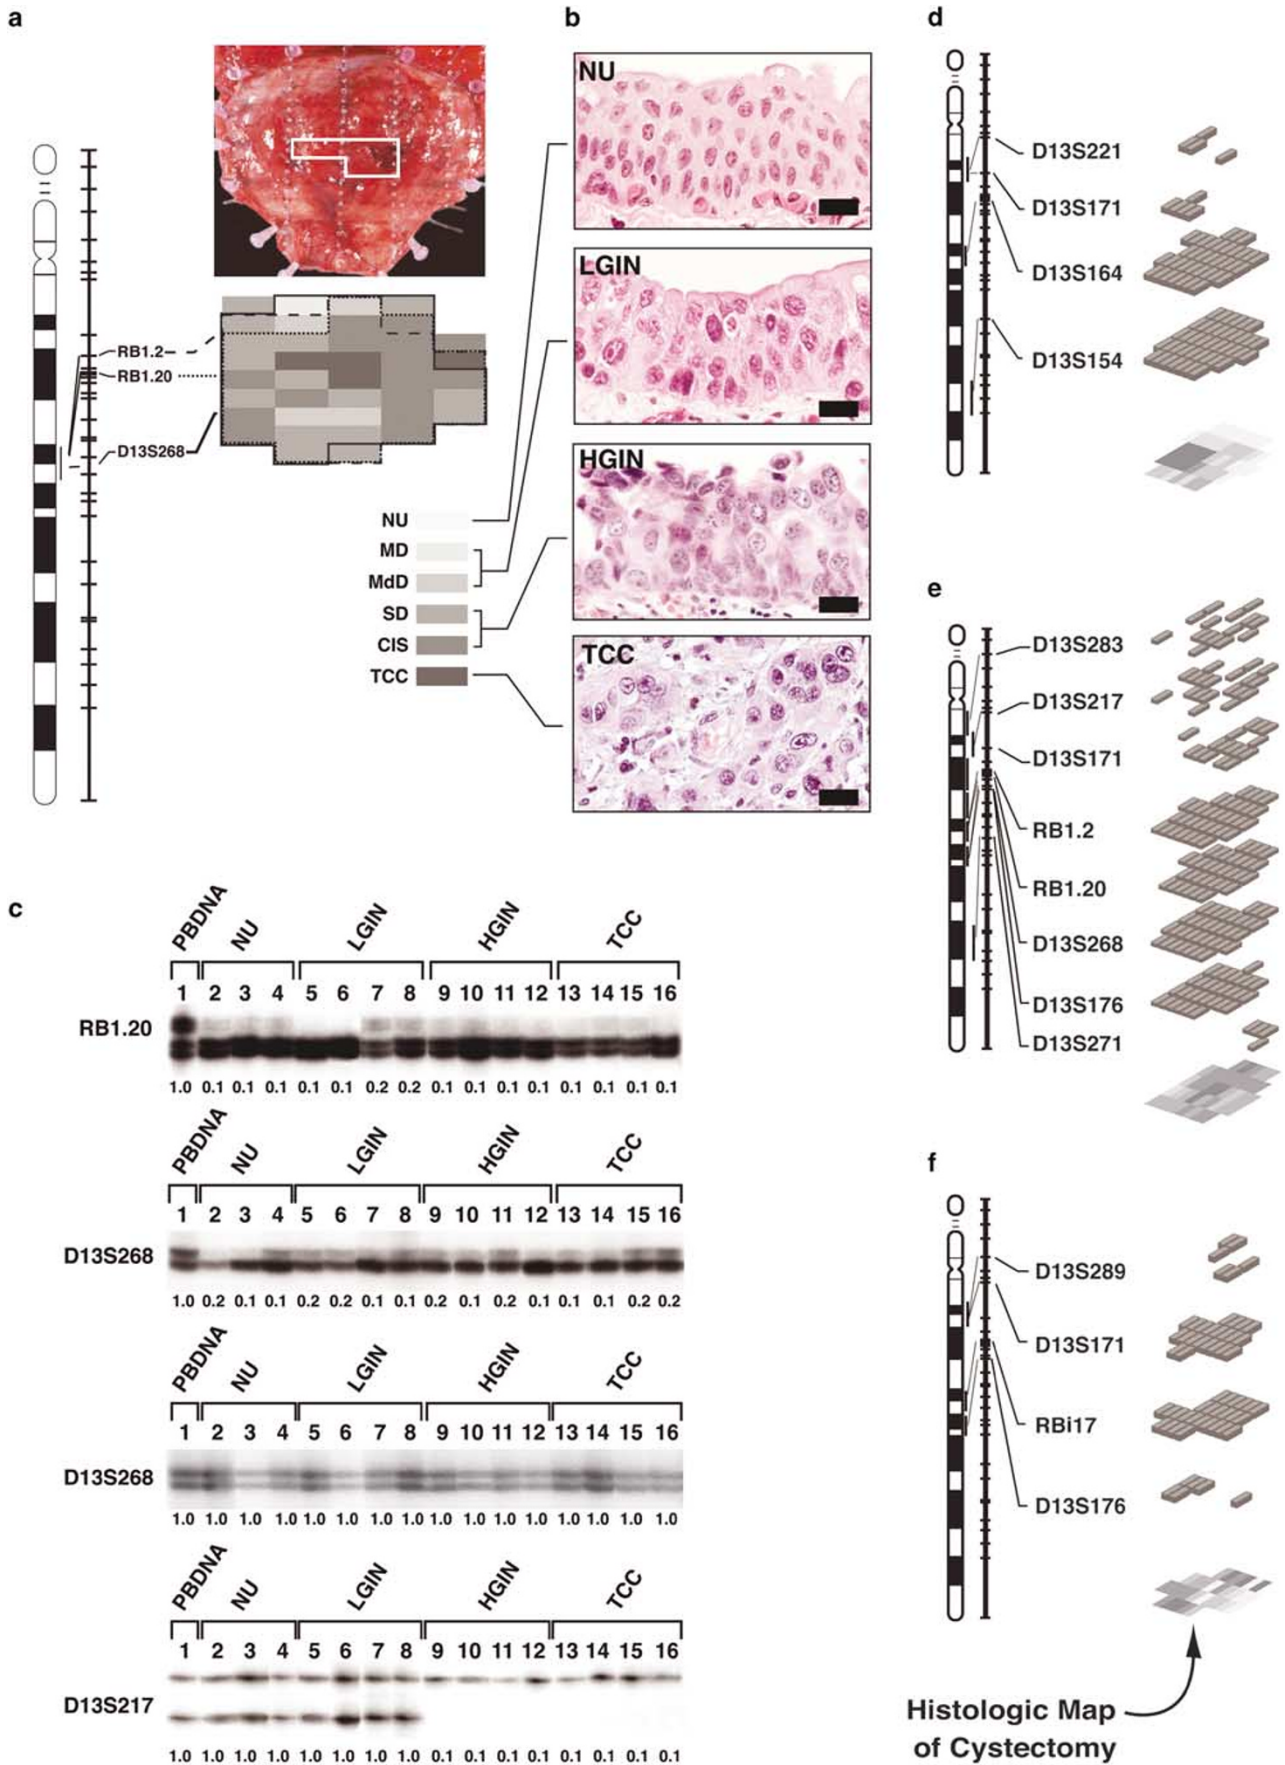 a
RB1.2
RB1.20
D13S268
NU
MD
MdD
SD
CIS
TCC
b
NU
LGIN
HGIN
TCC
c
PBDNA NU LGIN HGIN TCC
1 2 3 4 5 6 7 8 9 10 11 12 13 14 15 16
RB1.20
1.0 0.1 0.1 0.1 0.1 0.1 0.2 0.2 0.1 0.1 0.1 0.1 0.1 0.1 0.1 0.1
PBDNA NU LGIN HGIN TCC
1 2 3 4 5 6 7 8 9 10 11 12 13 14 15 16
D13S268
1.0 0.2 0.1 0.1 0.2 0.2 0.1 0.1 0.2 0.1 0.2 0.1 0.1 0.1 0.2 0.2
PBDNA NU LGIN HGIN TCC
1 2 3 4 5 6 7 8 9 10 11 12 13 14 15 16
D13S268
1.0 1.0 1.0 1.0 1.0 1.0 1.0 1.0 1.0 1.0 1.0 1.0 1.0 1.0 1.0 1.0
PBDNA NU LGIN HGIN TCC
1 2 3 4 5 6 7 8 9 10 11 12 13 14 15 16
D13S217
1.0 1.0 1.0 1.0 1.0 1.0 1.0 1.0 0.1 0.1 0.1 0.1 0.1 0.1 0.1 0.1
d
D13S221
D13S171
D13S164
D13S154
e
D13S283
D13S217
D13S171
RB1.2
RB1.20
D13S268
D13S176
D13S271
f
D13S289
D13S171
RBi17
D13S176
Histologic Map
of Cystectomy